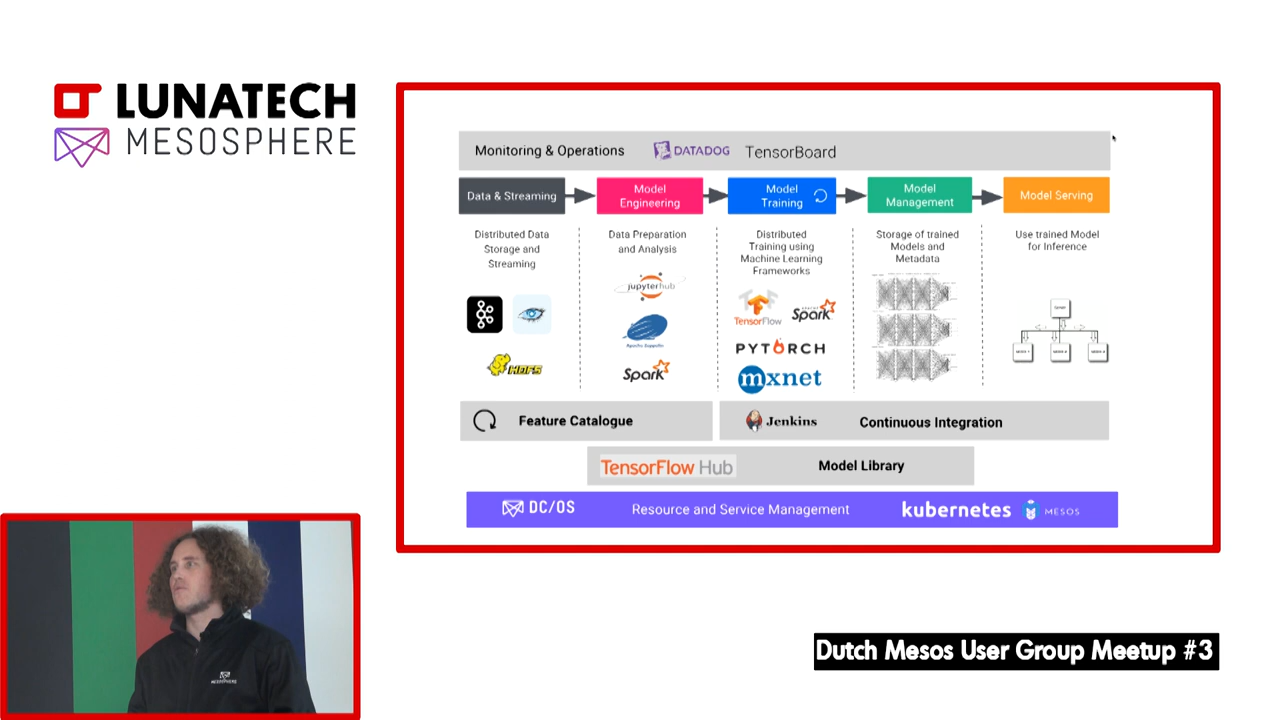 LUNATECH
MESOSPHERE
Monitoring & Operations
DATADOG
TensorBoard
Data & Streaming
Model
Engineering
Model
Training
Model
Management
Model Serving
Distributed Data
Storage and
Streaming
Data Preparation
and Analysis
Distributed
Training using
Machine Learning
Frameworks
Storage of trained
Models and
Metadata
Use trained Model
for Inference
HDFS
jupyterhub
Spark
TensorFlow
Spark
PYTORCH
mxnet
Feature Catalogue
Jenkins
Continuous Integration
TensorFlow Hub
Model Library
DC/OS
Resource and Service Management
kubernetes
MESOS
MESOSPHERE
Dutch Mesos User Group Meetup #3